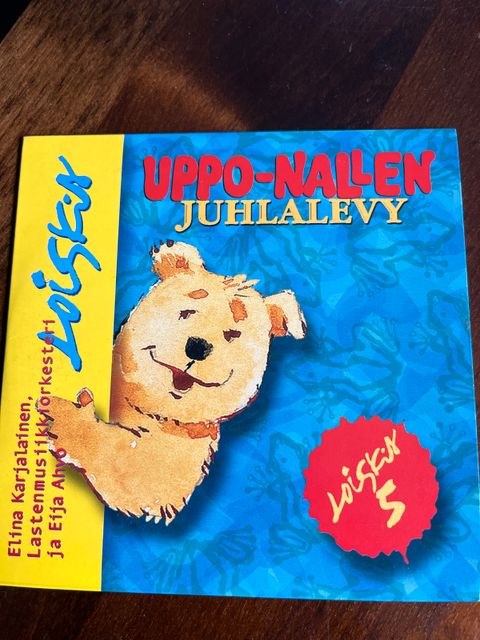 UPPO-NALLEN
JUHLALEVY
Loiskis
Elina Karjalainen,
Lastenmusiikkiorkesteri
ja Eija Ahvo
Loiskis
5